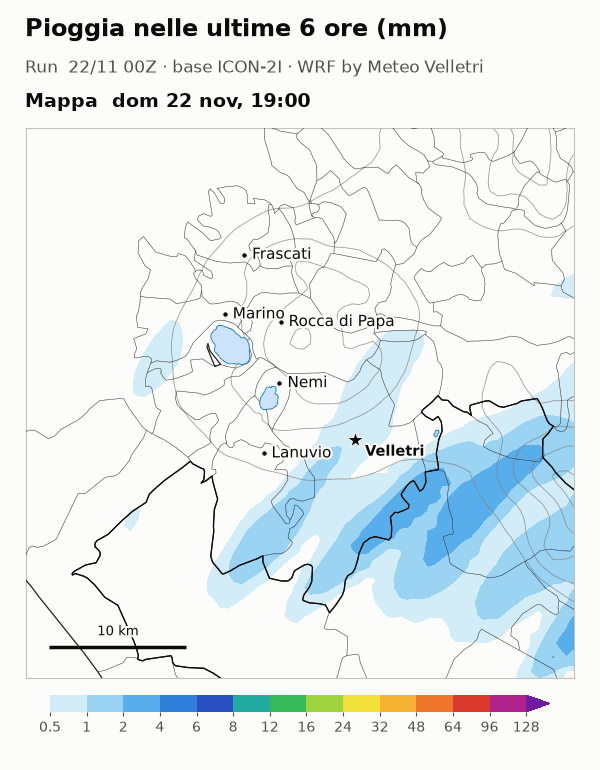 Pioggia nelle ultime 6 ore (mm)
Run  22/11 00Z · base ICON-2I · WRF by Meteo Velletri
Mappa  dom 22 nov, 19:00
Frascati
Marino
Rocca di Papa
Nemi
Velletri
Lanuvio
10 km
0.5 1 2 4 6 8 12 16 24 32 48 64 96 128